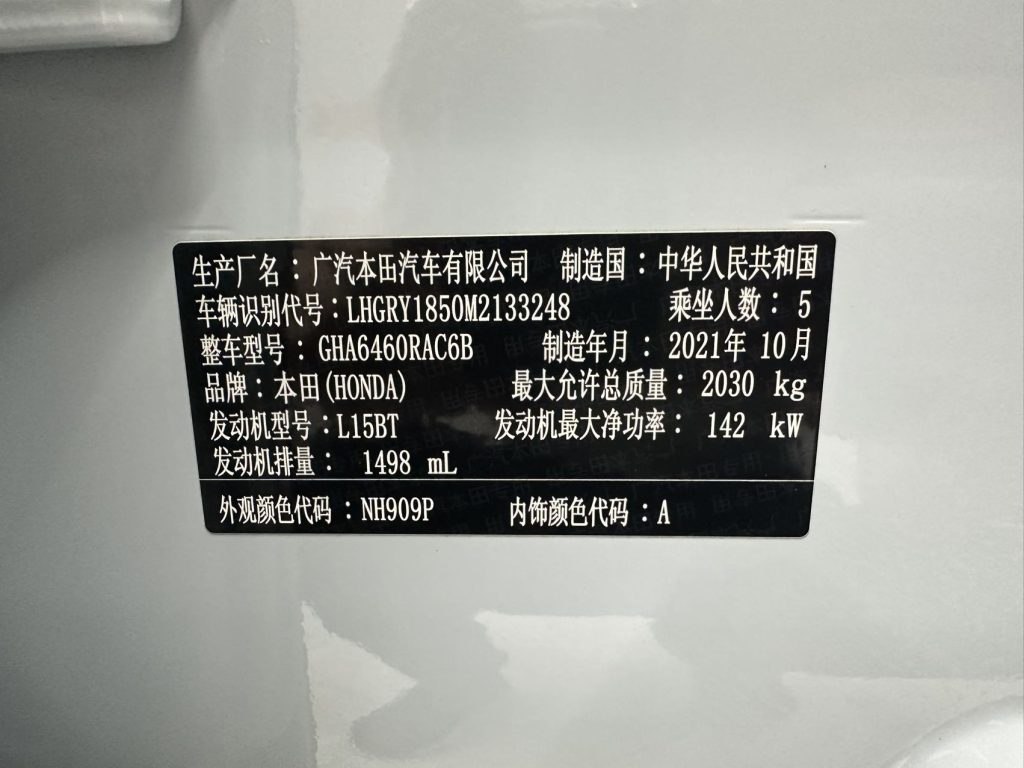 生产厂名：广汽本田汽车有限公司 制造国：中华人民共和国
车辆识别代号：LHGRY1850M2133248 乘坐人数：5
整车型号：GHA6460RAC6B 制造年月：2021年10月
品牌：本田(HONDA) 最大允许总质量：2030 kg
发动机型号：L15BT 发动机最大净功率：142 kW
发动机排量：1498 mL
外观颜色代码：NH909P 内饰颜色代码：A